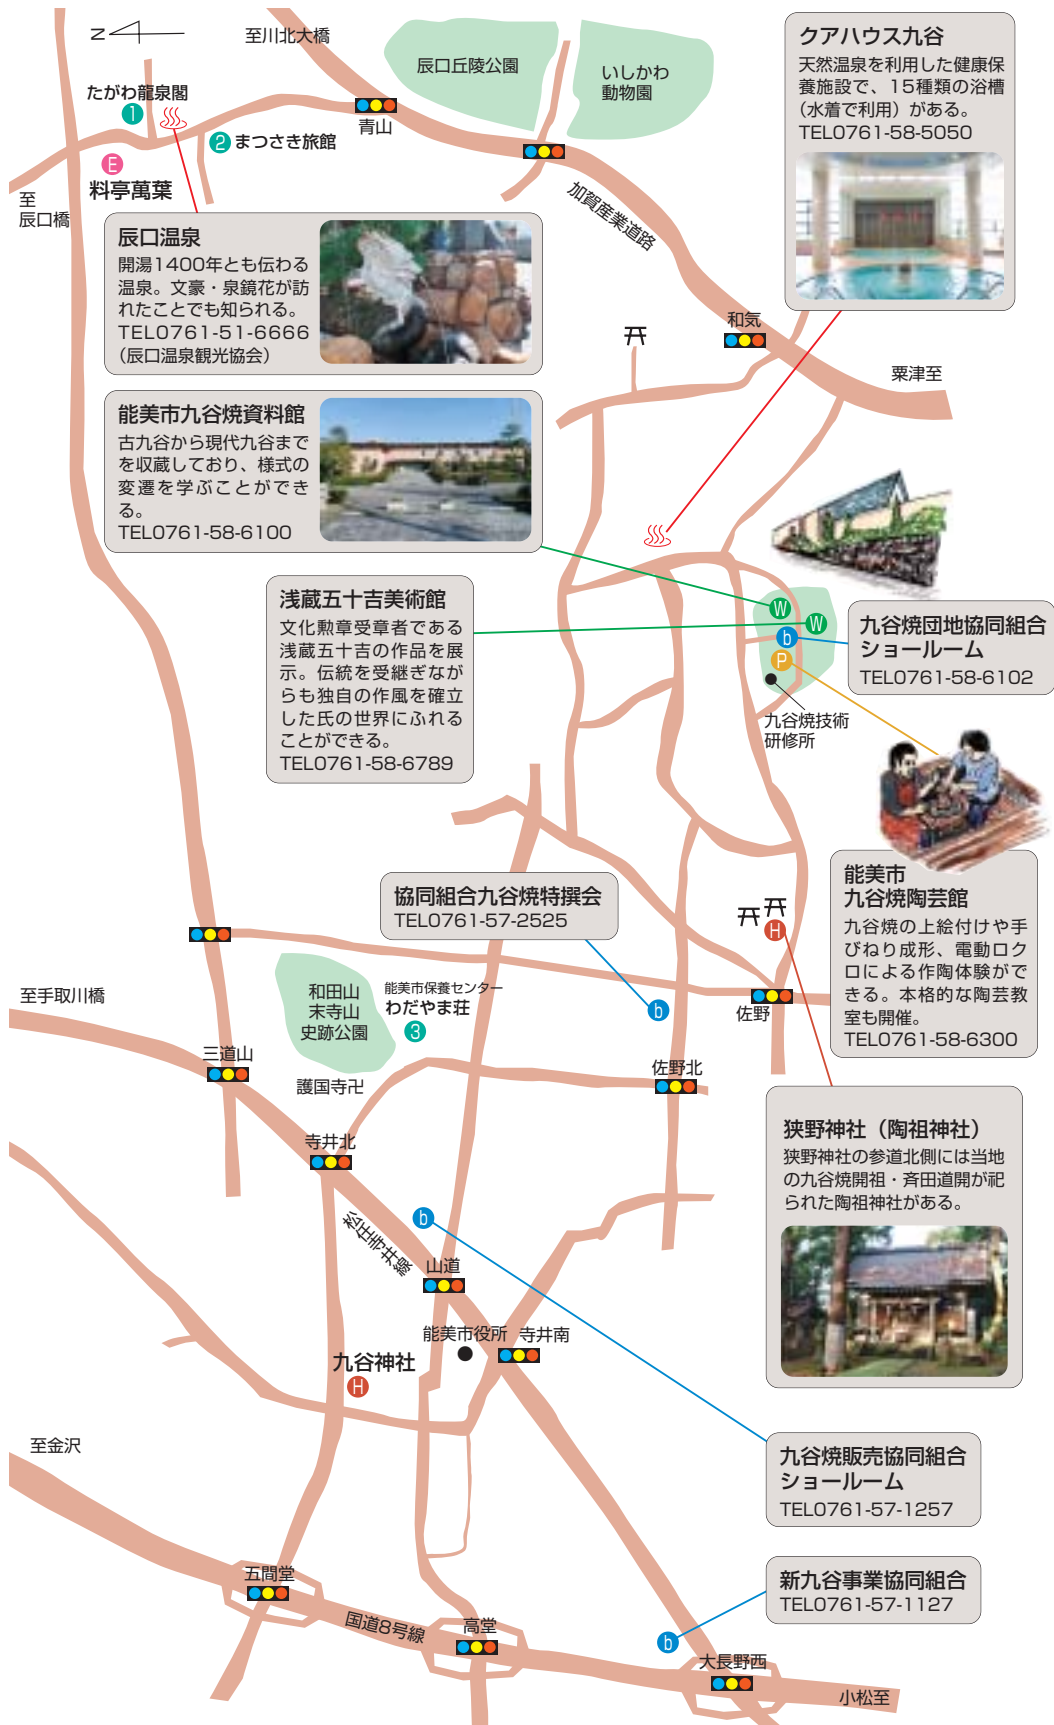 N
至川北大橋
辰口丘陵公園
いしかわ
動物園
クアハウス九谷
天然温泉を利用した健康保
養施設で、15種類の浴槽
（水着で利用）がある。
TEL0761-58-5050
たがわ龍泉閣
1
2 まつさき旅館
青山
E
料亭萬葉
至
辰口橋
加賀産業道路
辰口温泉
開湯1400年とも伝わる
温泉。文豪・泉鏡花が訪
れたことでも知られる。
TEL0761-51-6666
（辰口温泉観光協会）
和気
粟津至
能美市九谷焼資料館
古九谷から現代九谷まで
を収蔵しており、様式の
変遷を学ぶことができ
る。
TEL0761-58-6100
浅蔵五十吉美術館
文化勲章受章者である
浅蔵五十吉の作品を展
示。伝統を受継ぎなが
らも独自の作風を確立
した氏の世界にふれる
ことができる。
TEL0761-58-6789
W
W
b
P
九谷焼団地協同組合
ショールーム
TEL0761-58-6102
九谷焼技術
研修所
能美市
九谷焼陶芸館
九谷焼の上絵付けや手
びねり成形、電動ロク
ロによる作陶体験がで
きる。本格的な陶芸教
室も開催。
TEL0761-58-6300
協同組合九谷焼特撰会
TEL0761-57-2525
H
b
佐野
至手取川橋
和田山
末寺山
史跡公園
能美市保養センター
わだやま荘
3
三道山
護国寺卍
佐野北
寺井北
狭野神社（陶祖神社）
狭野神社の参道北側には当地
の九谷焼開祖・斉田道開が祀
られた陶祖神社がある。
b
松任寺井線
山道
能美市役所
寺井南
九谷神社
H
至金沢
九谷焼販売協同組合
ショールーム
TEL0761-57-1257
五間堂
国道8号線
高堂
新九谷事業協同組合
TEL0761-57-1127
b
大長野西
小松至